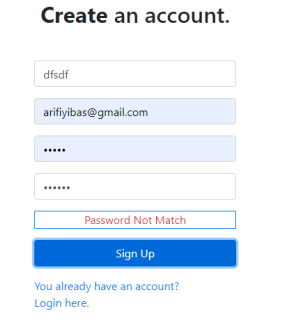 Create an account.
dfsdf
arifiyibas@gmail.com
•••••
••••••
Password Not Match
Sign Up
You already have an account?
Login here.